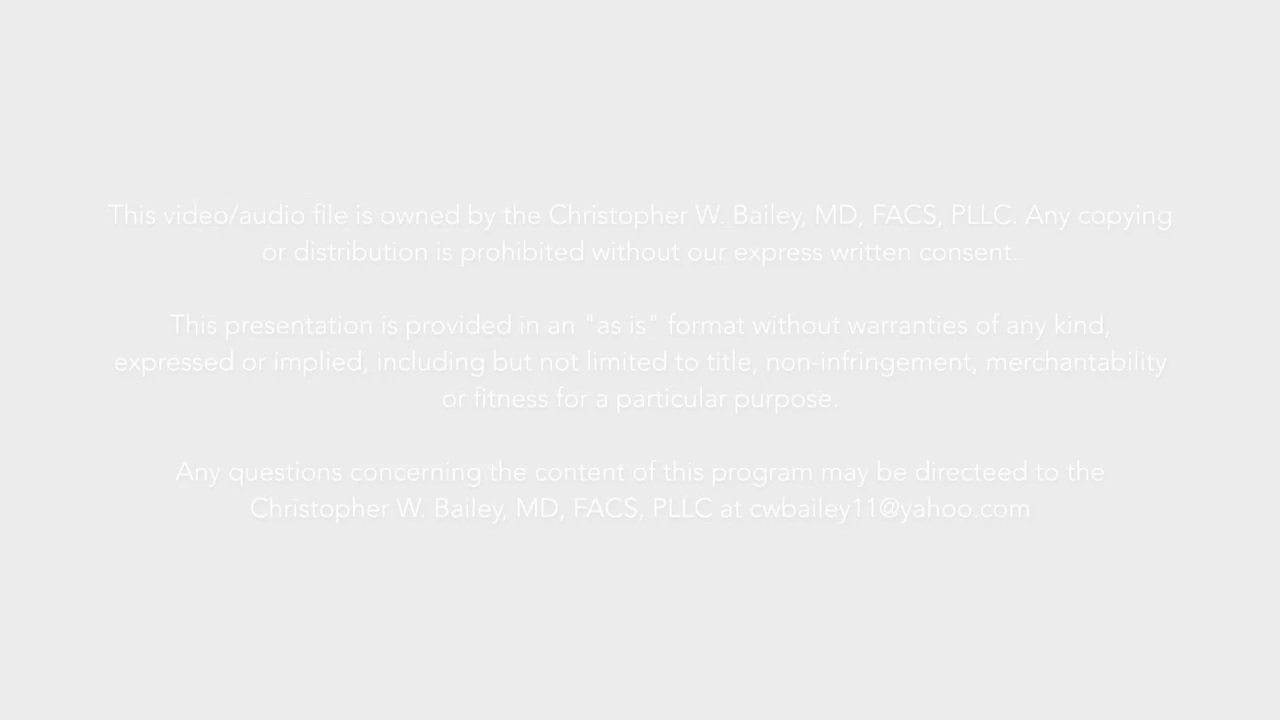 This video/audio file is owned by the Christopher W. Bailey, MD, FACS, PLLC. Any copying
or distribution is prohibited without our express written consent.
This presentation is provided in an "as is" format without warranties of any kind,
expressed or implied, including but not limited to title, non-infringement, merchantability
or fitness for a particular purpose.
Any questions concerning the content of this program may be directeed to the
Christopher W. Bailey, MD, FACS, PLLC at cwbailey11@yahoo.com